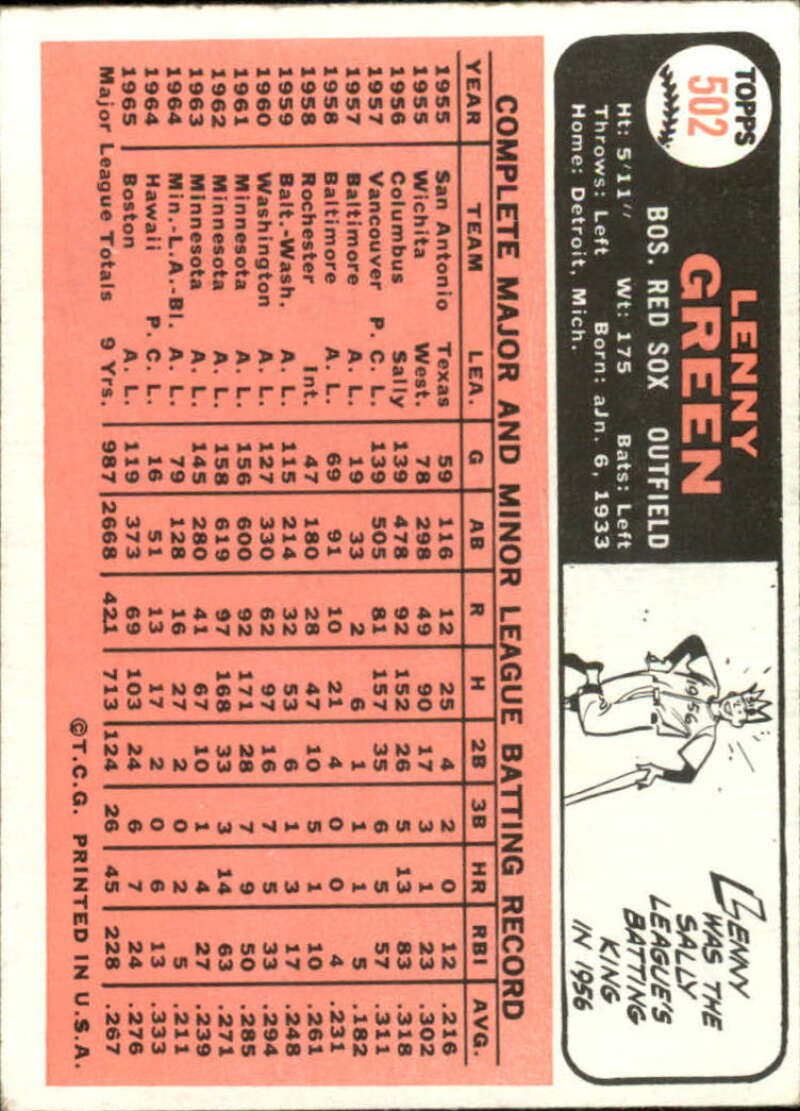 TOPPS
502
LENNY
GREEN
BOS. RED SOX OUTFIELD
Ht: 5'11" Wt: 175 Bats: Left
Throws: Left Born: aJn. 6, 1933
Home: Detroit, Mich.
1956
LENNY
WAS THE
SALLY
LEAGUE'S
BATTING
KING
IN 1956
COMPLETE MAJOR AND MINOR LEAGUE BATTING RECORD
YEAR TEAM LEA. G AB R H 2B 3B HR RBI AVG.
1955 San Antonio Texas 59 116 12 25 4 2 0 12 .216
1955 Wichita West. 78 298 49 90 17 3 1 23 .302
1956 Columbus Sally 139 478 92 152 26 5 13 83 .318
1957 Vancouver P. C. L. 139 505 81 157 35 6 5 57 .311
1957 Baltimore A. L. 19 33 2 6 1 1 1 5 .182
1958 Baltimore A. L. 69 91 10 21 4 0 0 4 .231
1958 Rochester Int. 47 180 28 47 10 5 1 10 .261
1959 Balt.-Wash. A. L. 115 214 32 53 6 1 3 17 .248
1960 Washington A. L. 127 330 62 97 16 7 5 33 .294
1961 Minnesota A. L. 156 600 92 171 28 7 9 50 .285
1962 Minnesota A. L. 158 619 97 168 33 3 14 63 .271
1963 Minnesota A. L. 145 280 41 67 10 1 4 27 .239
1964 Min.-L.A.-Bl. A. L. 79 128 16 27 2 0 2 5 .211
1964 Hawaii P. C. L. 16 51 13 17 2 0 6 13 .333
1965 Boston A. L. 119 373 69 103 24 6 7 24 .276
Major League Totals 9 Yrs. 987 2668 421 713 124 26 45 228 .267
©T.C.G. PRINTED IN U.S.A.